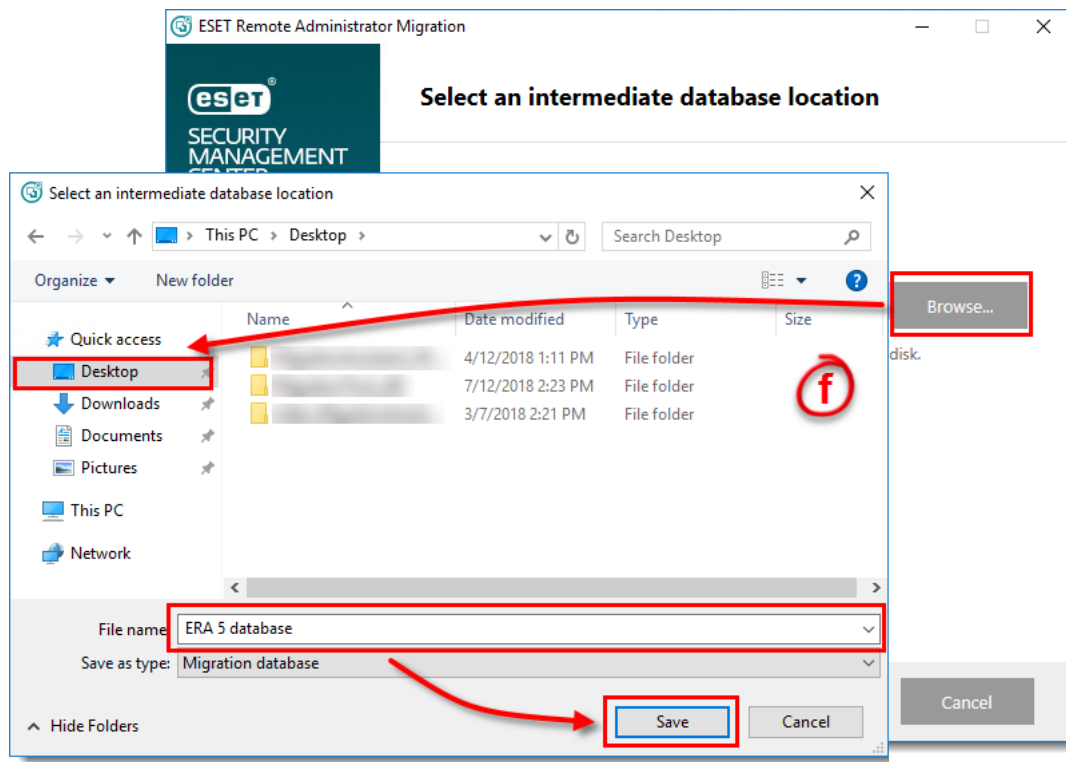 ESET Remote Administrator Migration
eset®
SECURITY
MANAGEMENT
CENTER
Select an intermediate database location
Select an intermediate database location
This PC > Desktop >
Search Desktop
Organize
New folder
Browse...
disk.
Name
Date modified
Type
Size
Quick access
Desktop
Downloads
Documents
Pictures
This PC
Network
4/12/2018 1:11 PM File folder
7/12/2018 2:23 PM File folder
3/7/2018 2:21 PM File folder
f
File name ERA 5 database
Save as type: Migration database
Hide Folders
Save
Cancel
Cancel